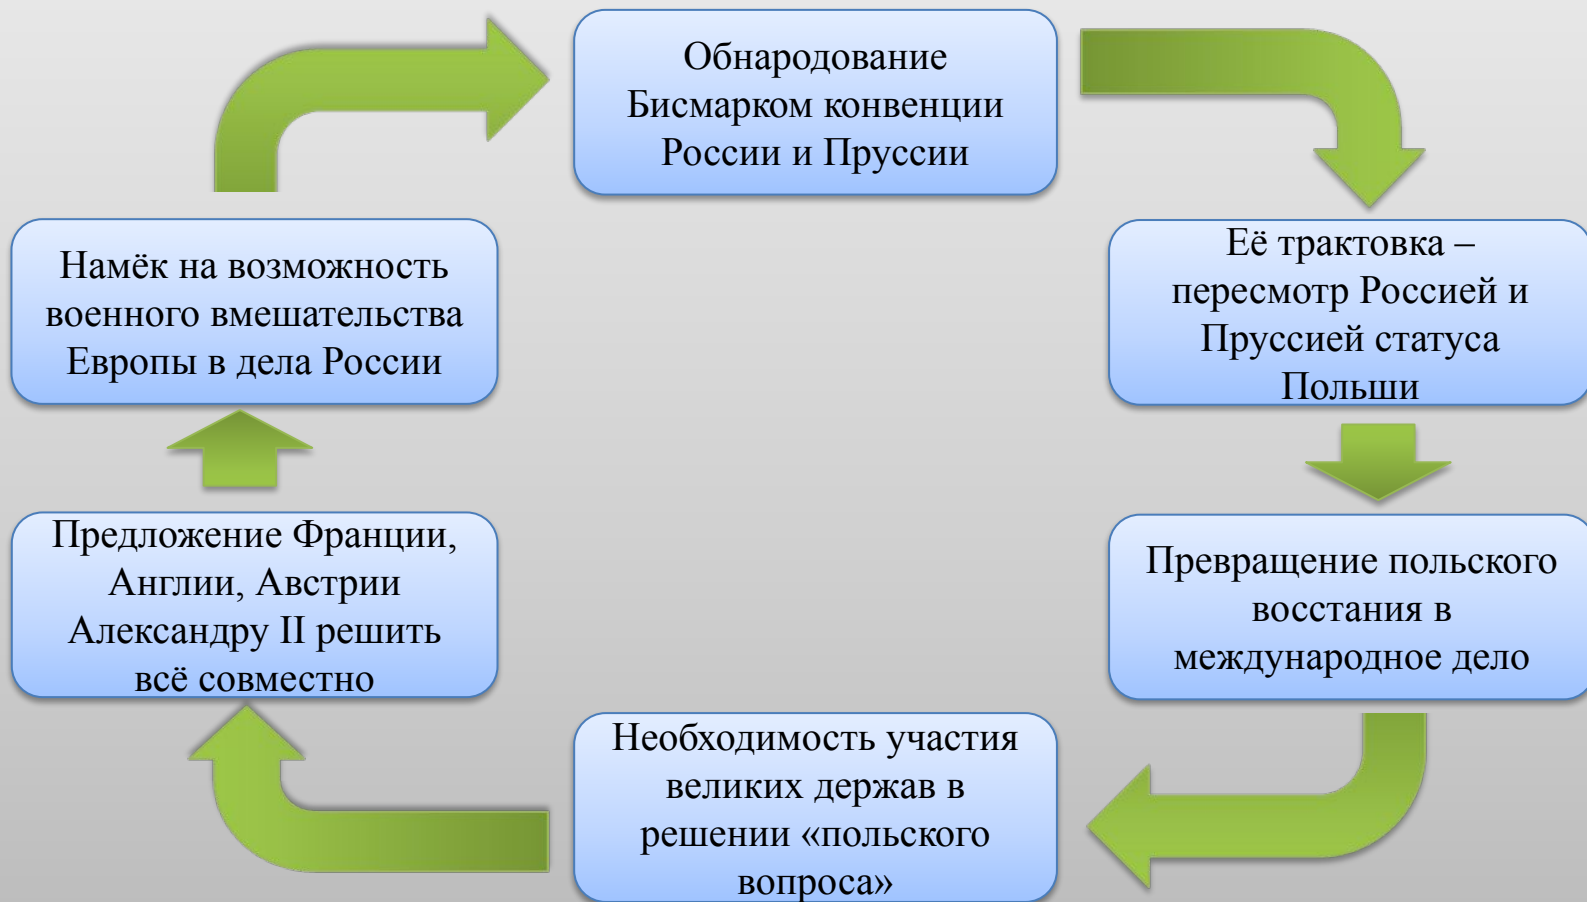 Обнародование
Бисмарком конвенции
России и Пруссии
Её трактовка –
пересмотр Россией и
Пруссией статуса
Польши
Превращение польского
восстания в
международное дело
Необходимость участия
великих держав в
решении «польского
вопроса»
Предложение Франции,
Англии, Австрии
Александру II решить
всё совместно
Намёк на возможность
военного вмешательства
Европы в дела России